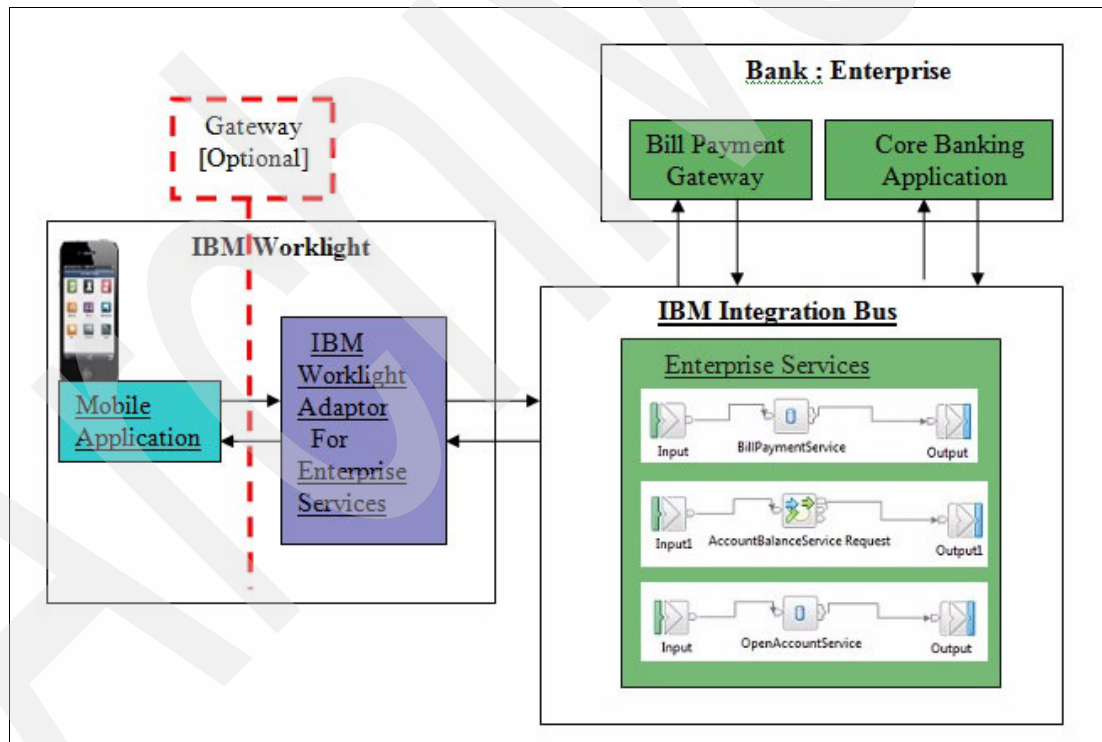 Bank : Enterprise
Bill Payment
Gateway
Core Banking
Application
Gateway
[Optional]
IBM Worklight
Mobile
Application
IBM
Worklight
Adaptor
For
Enterprise
Services
IBM Integration Bus
Enterprise Services
Input
BillPaymentService
Output
Input1
AccountBalanceService Request
Output1
Input
OpenAccountService
Output